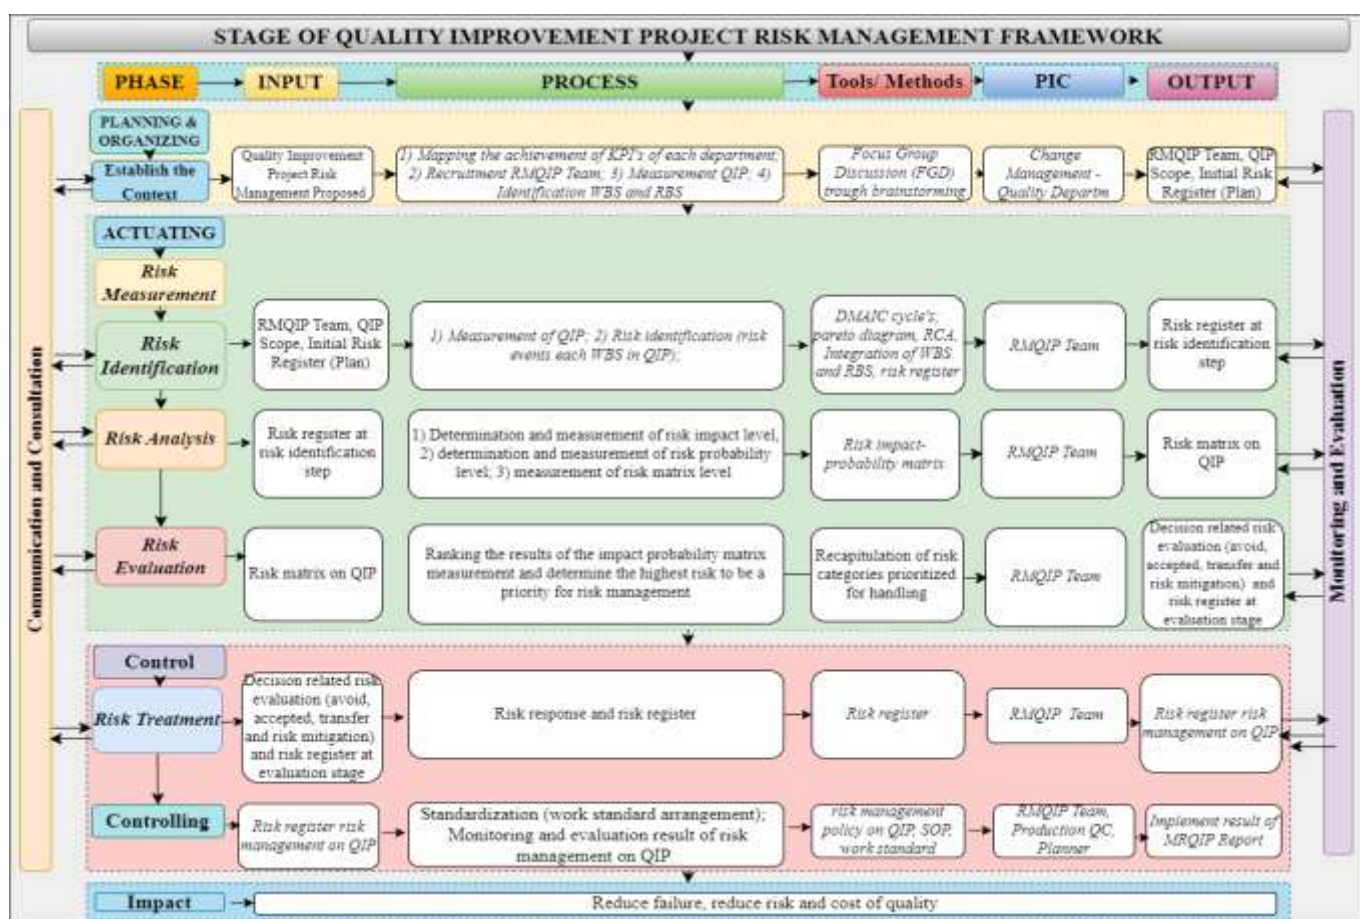 STAGE OF QUALITY IMPROVEMENT PROJECT RISK MANAGEMENT FRAMEWORK
PHASE
INPUT
PROCESS
Tools/ Methods
PIC
OUTPUT
Communication and Consultation
Monitoring and Evaluation
PLANNING &
ORGANIZING
Establish the
Context
Quality Improvement
Project Risk
Management Proposed
1) Mapping the achievement of KPI's of each department;
2) Recruitment RMQIP Team; 3) Measurement QIP; 4)
Identification WBS and RBS
Focus Group
Discussion (FGD)
trough brainstorming
Change
Management -
Quality Departm
RMQIP Team, QIP
Scope, Initial Risk
Register (Plan)
ACTUATING
Risk
Measurement
Risk
Identification
RMQIP Team, QIP
Scope, Initial Risk
Register (Plan)
1) Measurement of QIP; 2) Risk identification (risk
events each WBS in QIP);
DMAIC cycle's,
pareto diagram, RCA,
Integration of WBS
and RBS, risk register
RMQIP Team
Risk register at
risk identification
step
Risk Analysis
Risk register at
risk identification
step
1) Determination and measurement of risk impact level,
2) determination and measurement of risk probability
level; 3) measurement of risk matrix level
Risk impact-
probability matrix
RMQIP Team
Risk matrix on
QIP
Risk
Evaluation
Risk matrix on QIP
Ranking the results of the impact probability matrix
measurement and determine the highest risk to be a
priority for risk management
Recapitulation of risk
categories prioritized
for handling
RMQIP Team
Decision related risk
evaluation (avoid,
accepted, transfer and
risk mitigation) and
risk register at
evaluation stage
Control
Risk Treatment
Decision related risk
evaluation (avoid,
accepted, transfer
and risk mitigation)
and risk register at
evaluation stage
Risk response and risk register
Risk register
RMQIP Team
Risk register risk
management on QIP
Controlling
Risk register risk
management on QIP
Standardization (work standard arrangement);
Monitoring and evaluation result of risk
management on QIP
risk management
policy on QIP, SOP,
work standard
RMQIP Team,
Production QC,
Planner
Implement result of
MRQIP Report
Impact
Reduce failure, reduce risk and cost of quality